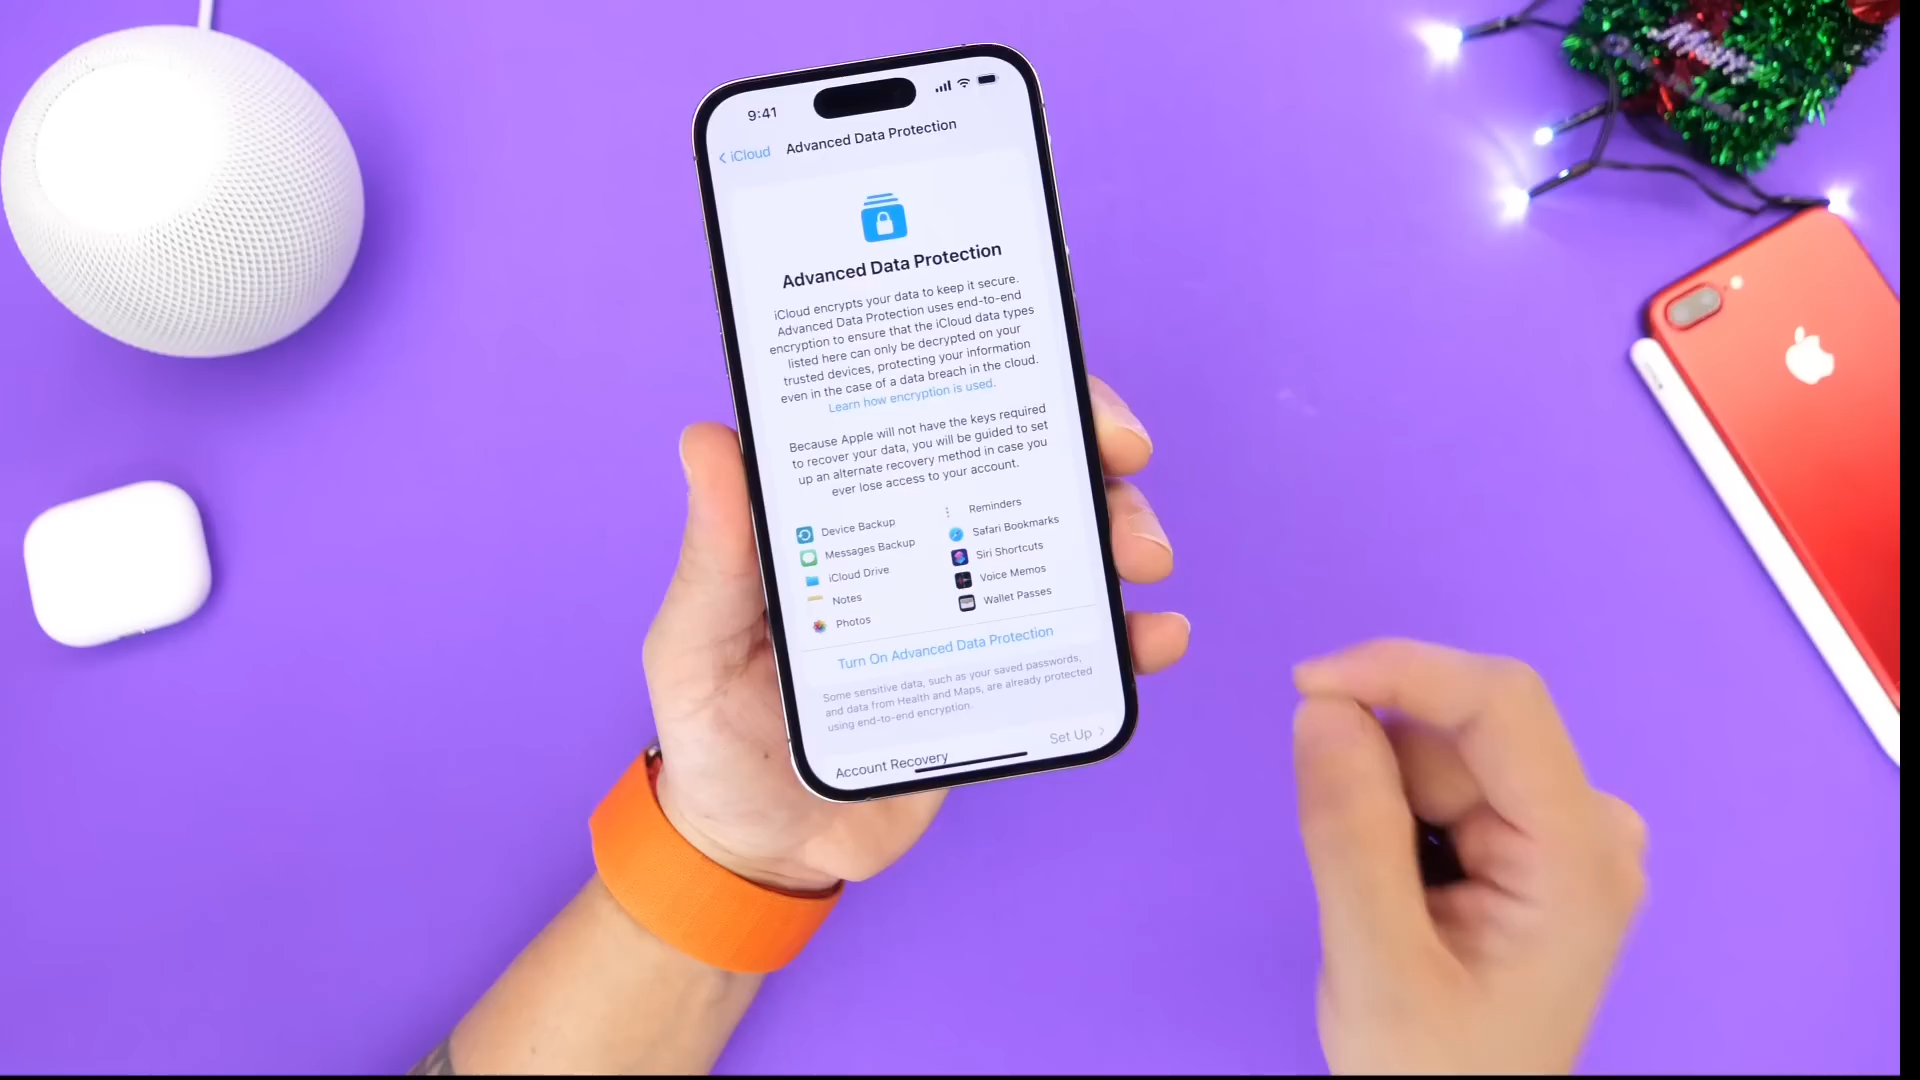 9:41
iCloud
Advanced Data Protection
Advanced Data Protection
iCloud encrypts your data to keep it secure.
Advanced Data Protection uses end-to-end
encryption to ensure that the iCloud data types
listed here can only be decrypted on your
trusted devices, protecting your information
even in the case of a data breach in the cloud.
Learn how encryption is used.
Because Apple will not have the keys required
to recover your data, you will be guided to set
up an alternate recovery method in case you
ever lose access to your account.
Device Backup
Messages Backup
iCloud Drive
Notes
Photos
Reminders
Safari Bookmarks
Siri Shortcuts
Voice Memos
Wallet Passes
Turn On Advanced Data Protection
Some sensitive data, such as your saved passwords,
and data from Health and Maps, are already protected
using end-to-end encryption.
Account Recovery
Set Up